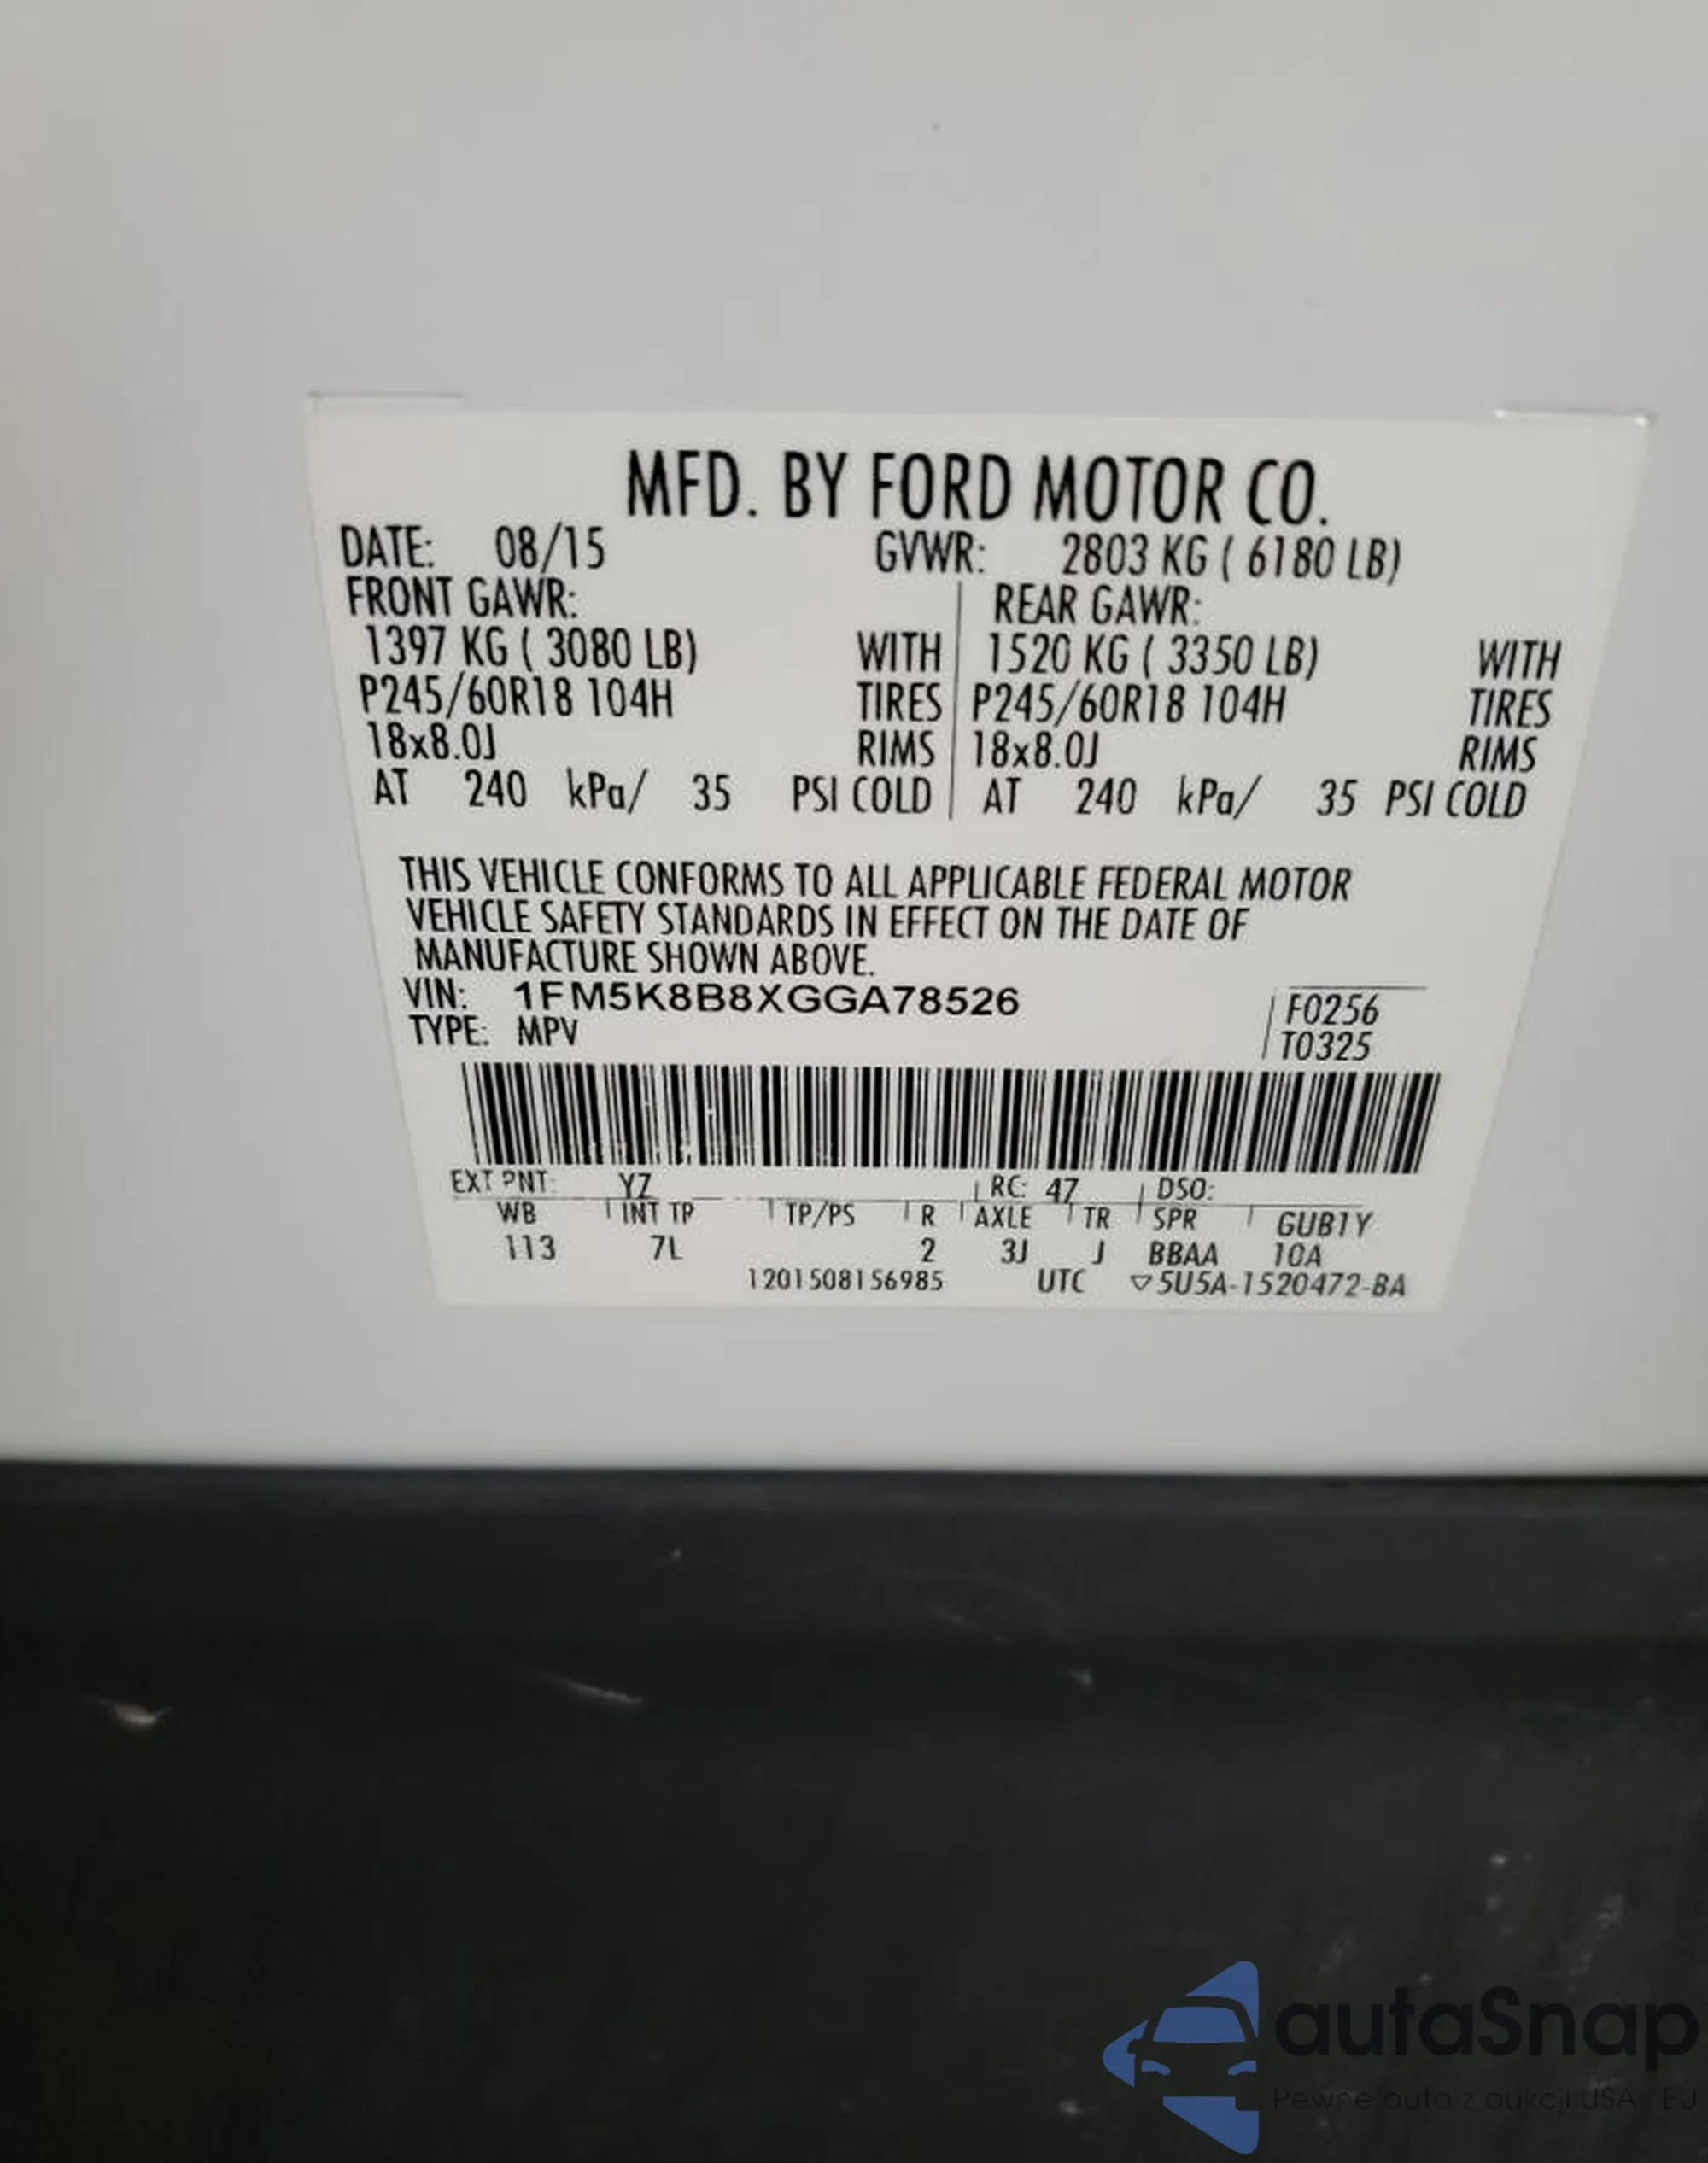 MFD. BY FORD MOTOR CO.
DATE: 08/15 GVWR: 2803 KG ( 6180 LB)
FRONT GAWR: REAR GAWR:
1397 KG ( 3080 LB) WITH 1520 KG ( 3350 LB) WITH
P245/60R18 104H TIRES P245/60R18 104H TIRES
18x8.0J RIMS 18x8.0J RIMS
AT 240 kPa/ 35 PSI COLD AT 240 kPa/ 35 PSI COLD
THIS VEHICLE CONFORMS TO ALL APPLICABLE FEDERAL MOTOR
VEHICLE SAFETY STANDARDS IN EFFECT ON THE DATE OF
MANUFACTURE SHOWN ABOVE.
VIN: 1FM5K8B8XGGA78526 F0256
TYPE: MPV T0325
EXT PNT: YZ RC: 47 DSO:
WB INT TP TP/PS R AXLE TR SPR GUB1Y
113 7L 2 3J J BBAA 10A
1201508156985 UTC ▽5U5A-1520472-BA
autaSnap
Pewne auta z aukcji USA i EU